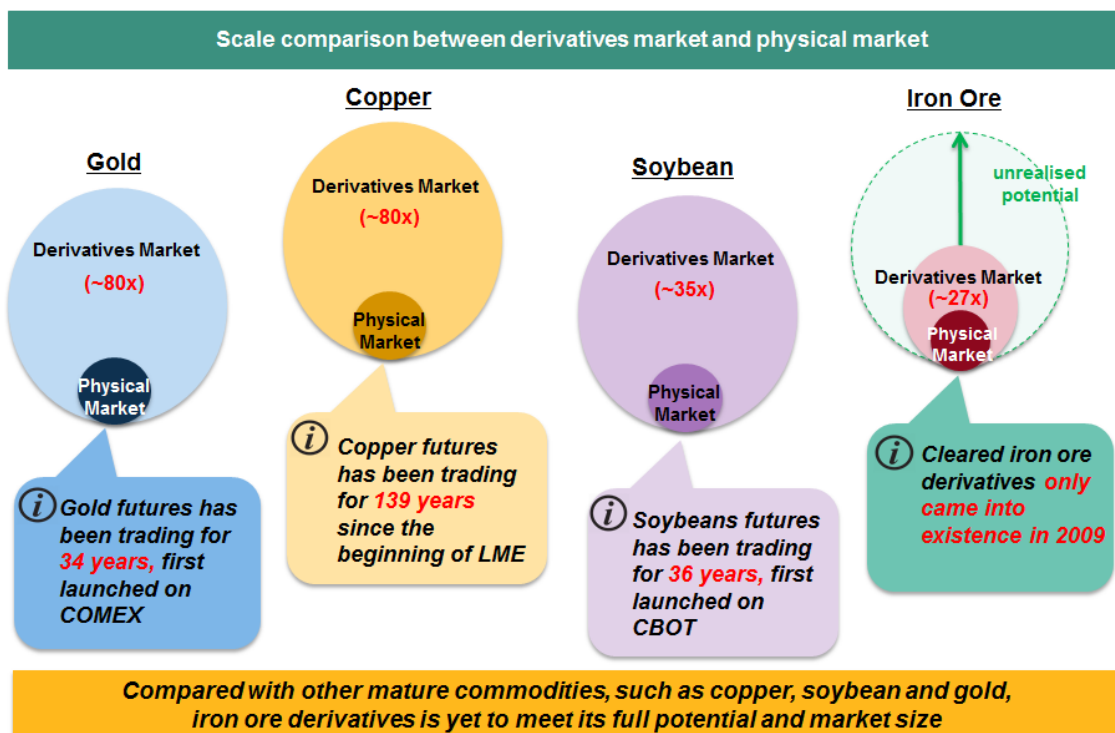 Scale comparison between derivatives market and physical market
Gold
Derivatives Market
(~80x)
Physical
Market
Gold futures has
been trading for
34 years, first
launched on
COMEX
Copper
Derivatives Market
(~80x)
Physical
Market
Copper futures
has been trading
for 139 years
since the
beginning of LME
Soybean
Derivatives Market
(~35x)
Physical
Market
Soybeans futures
has been trading
for 36 years, first
launched on
CBOT
Iron Ore
unrealised
potential
Derivatives Market
(~27x)
Physical
Market
Cleared iron ore
derivatives only
came into
existence in 2009
Compared with other mature commodities, such as copper, soybean and gold,
iron ore derivatives is yet to meet its full potential and market size